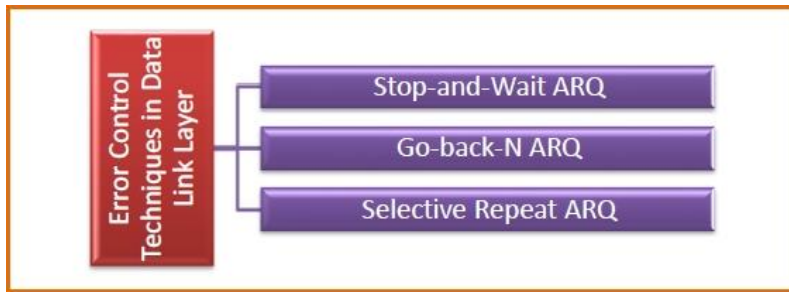 Error Control
Techniques in Data
Link Layer
Stop-and-Wait ARQ
Go-back-N ARQ
Selective Repeat ARQ